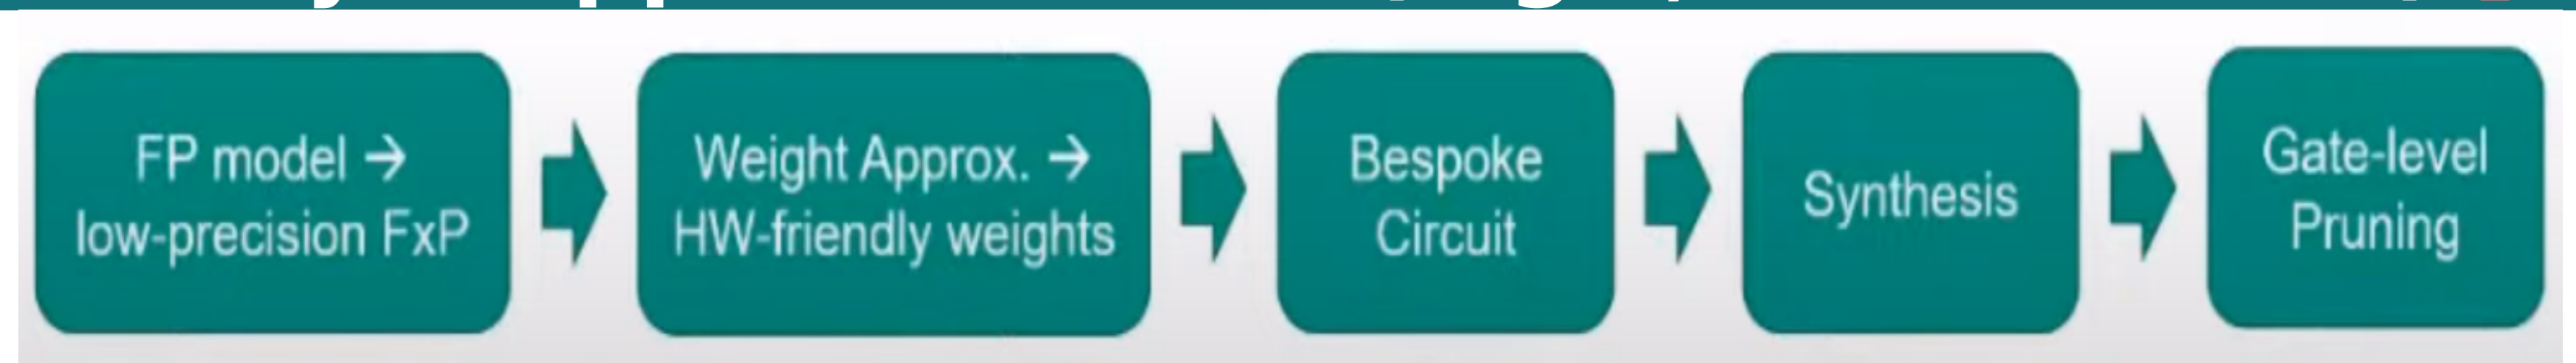 FP model →
low-precision FxP
Weight Approx. →
HW-friendly weights
Bespoke
Circuit
Synthesis
Gate-level
Pruning